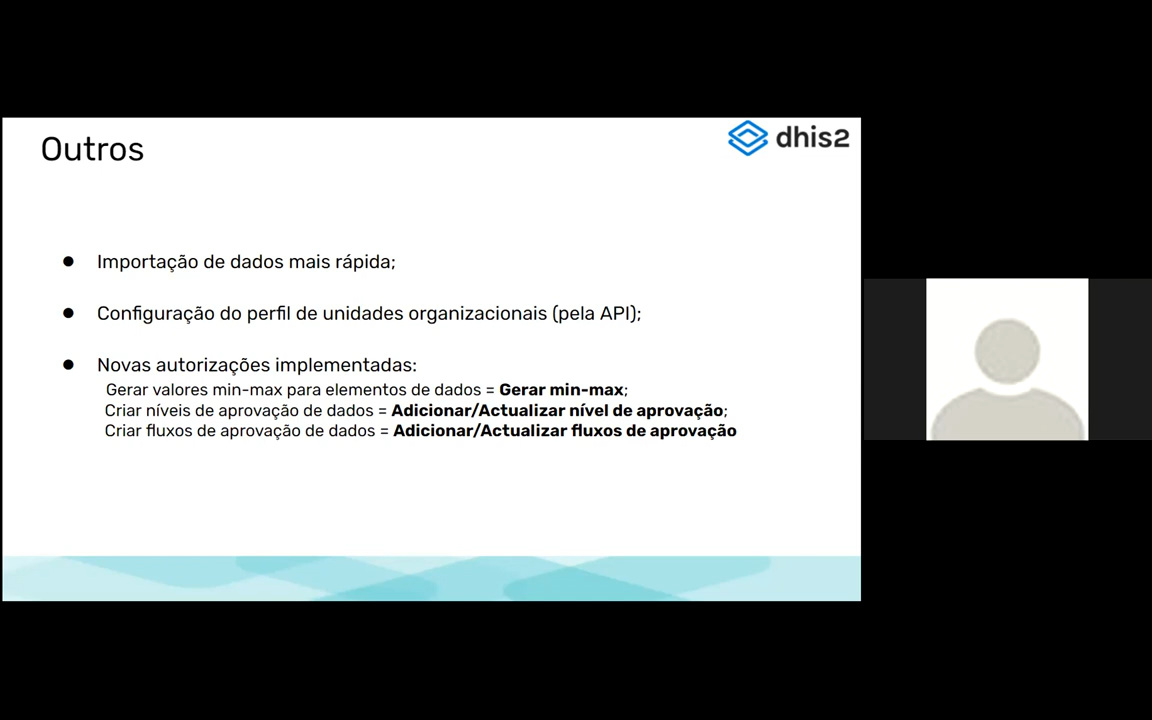 Outros
dhis2
● Importação de dados mais rápida;
● Configuração do perfil de unidades organizacionais (pela API);
● Novas autorizações implementadas:
Gerar valores min-max para elementos de dados = Gerar min-max;
Criar níveis de aprovação de dados = Adicionar/Actualizar nível de aprovação;
Criar fluxos de aprovação de dados = Adicionar/Actualizar fluxos de aprovação